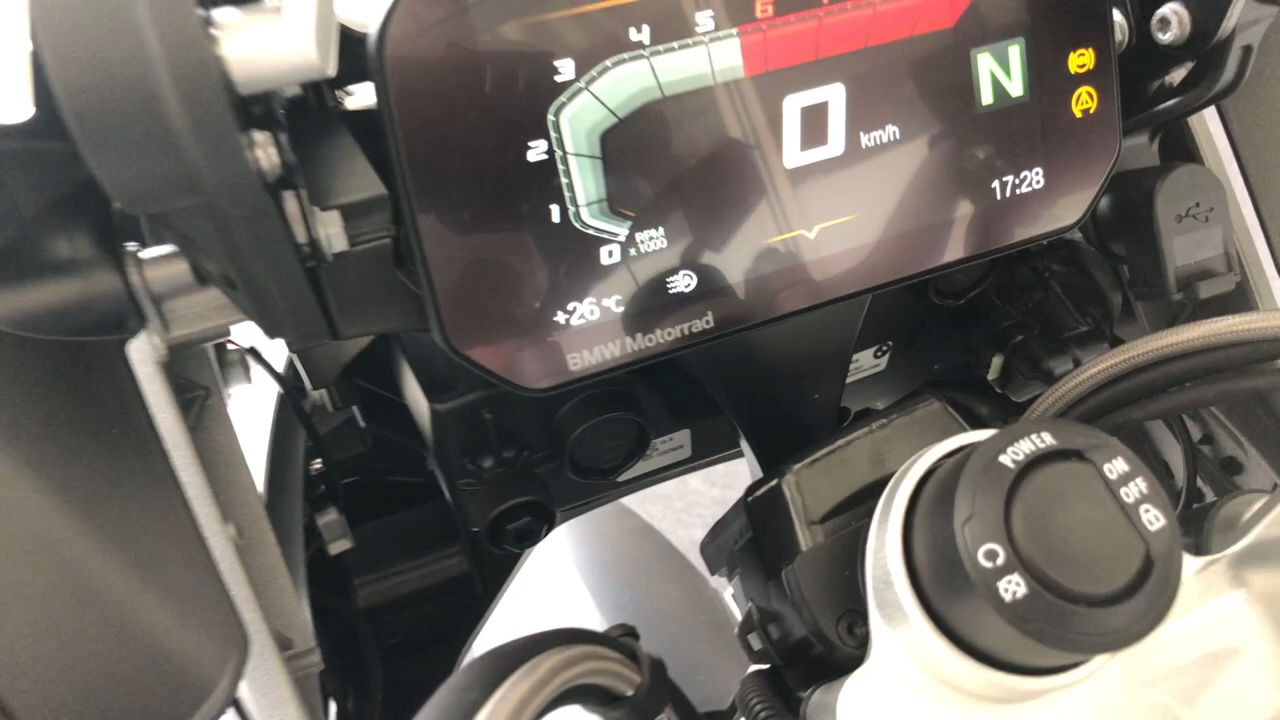 6
5
4
3
2
1
0
RPM
x 1000
0 km/h
N
17:28
+26 °C
BMW Motorrad
POWER
ON
OFF